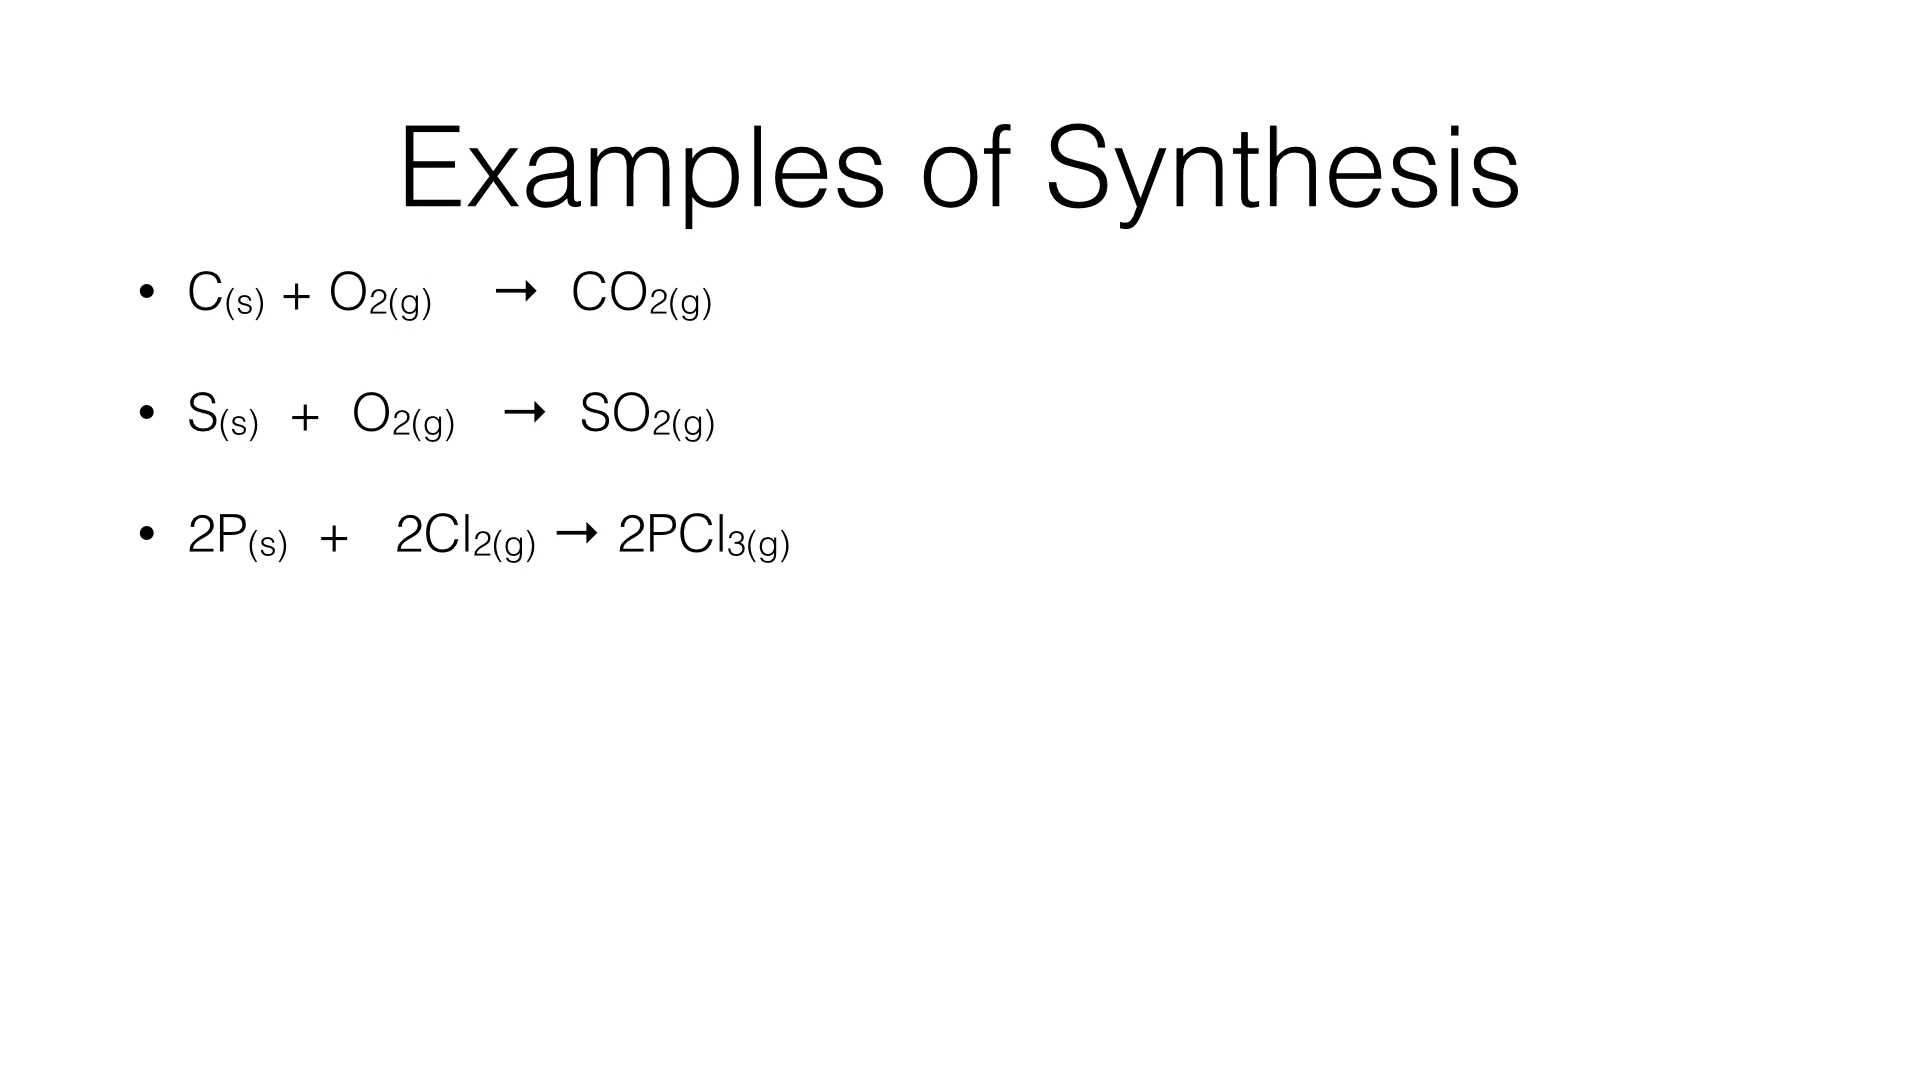 Examples of Synthesis
• C(s) + O2(g) → CO2(g)
• S(s) + O2(g) → SO2(g)
• 2P(s) + 2Cl2(g) → 2PCl3(g)